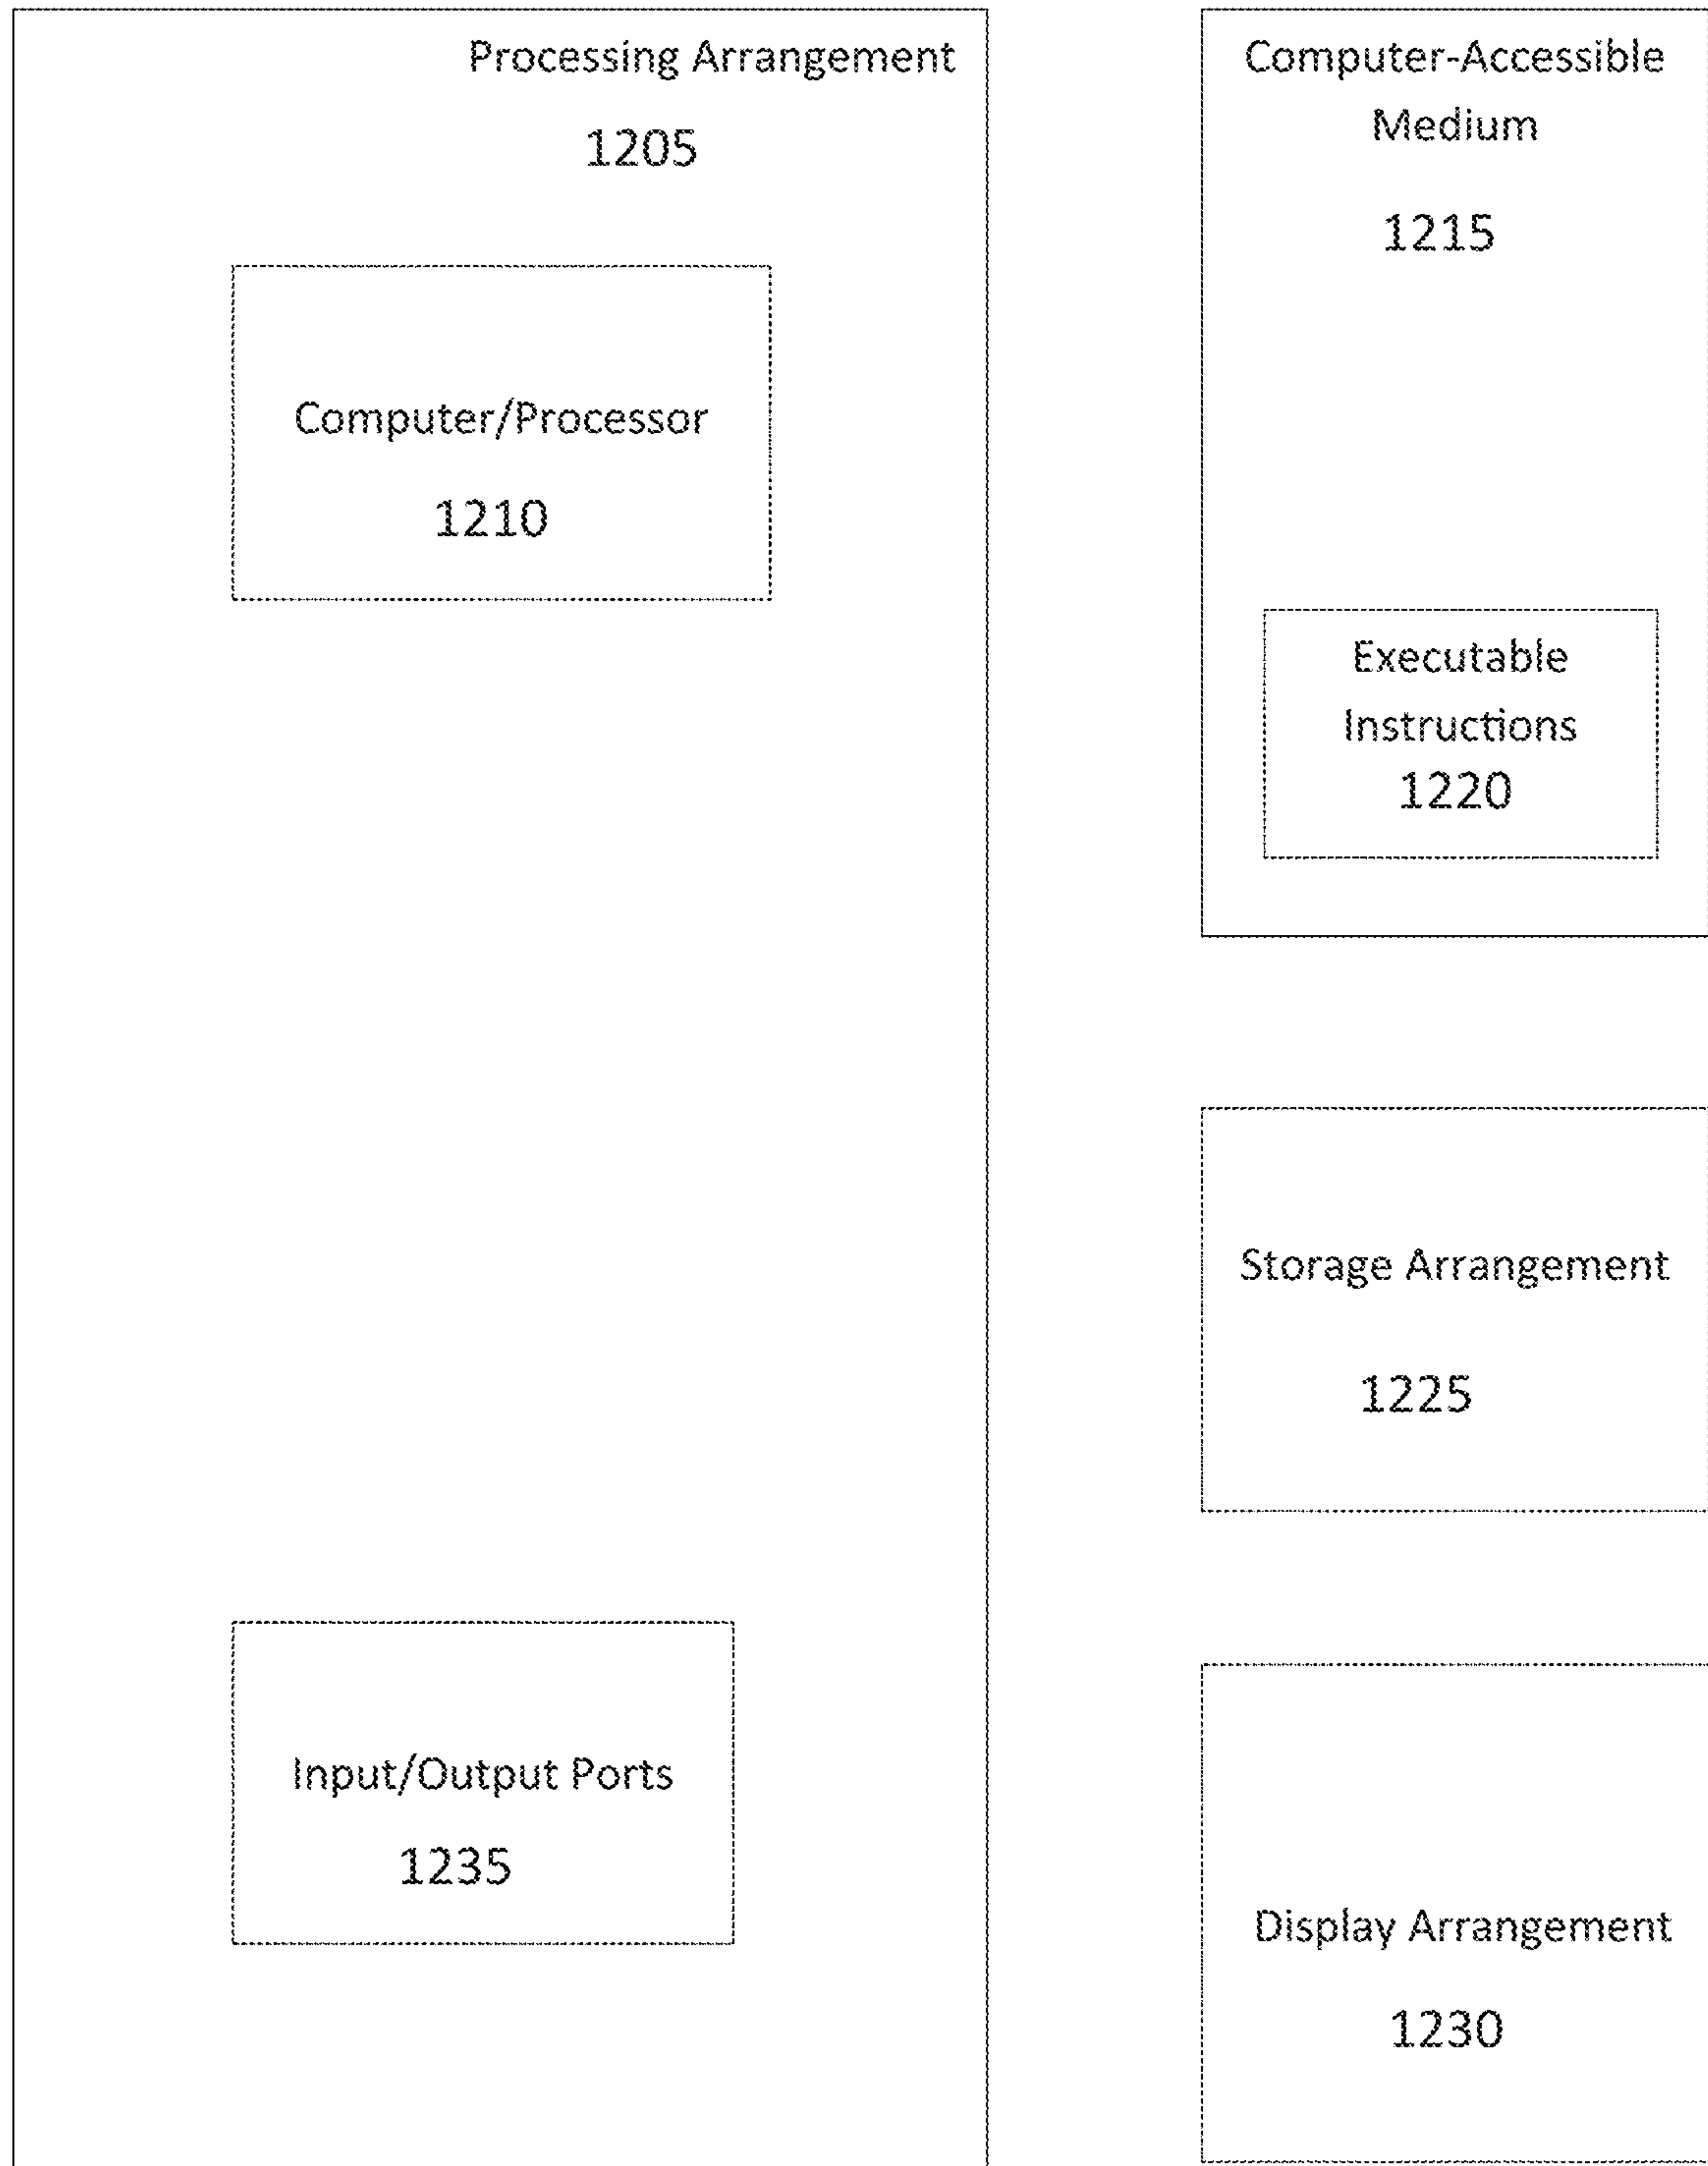 Processing Arrangement
1205
Computer/Processor
1210
Input/Output Ports
1235
Computer-Accessible
Medium
1215
Executable
Instructions
1220
Storage Arrangement
1225
Display Arrangement
1230